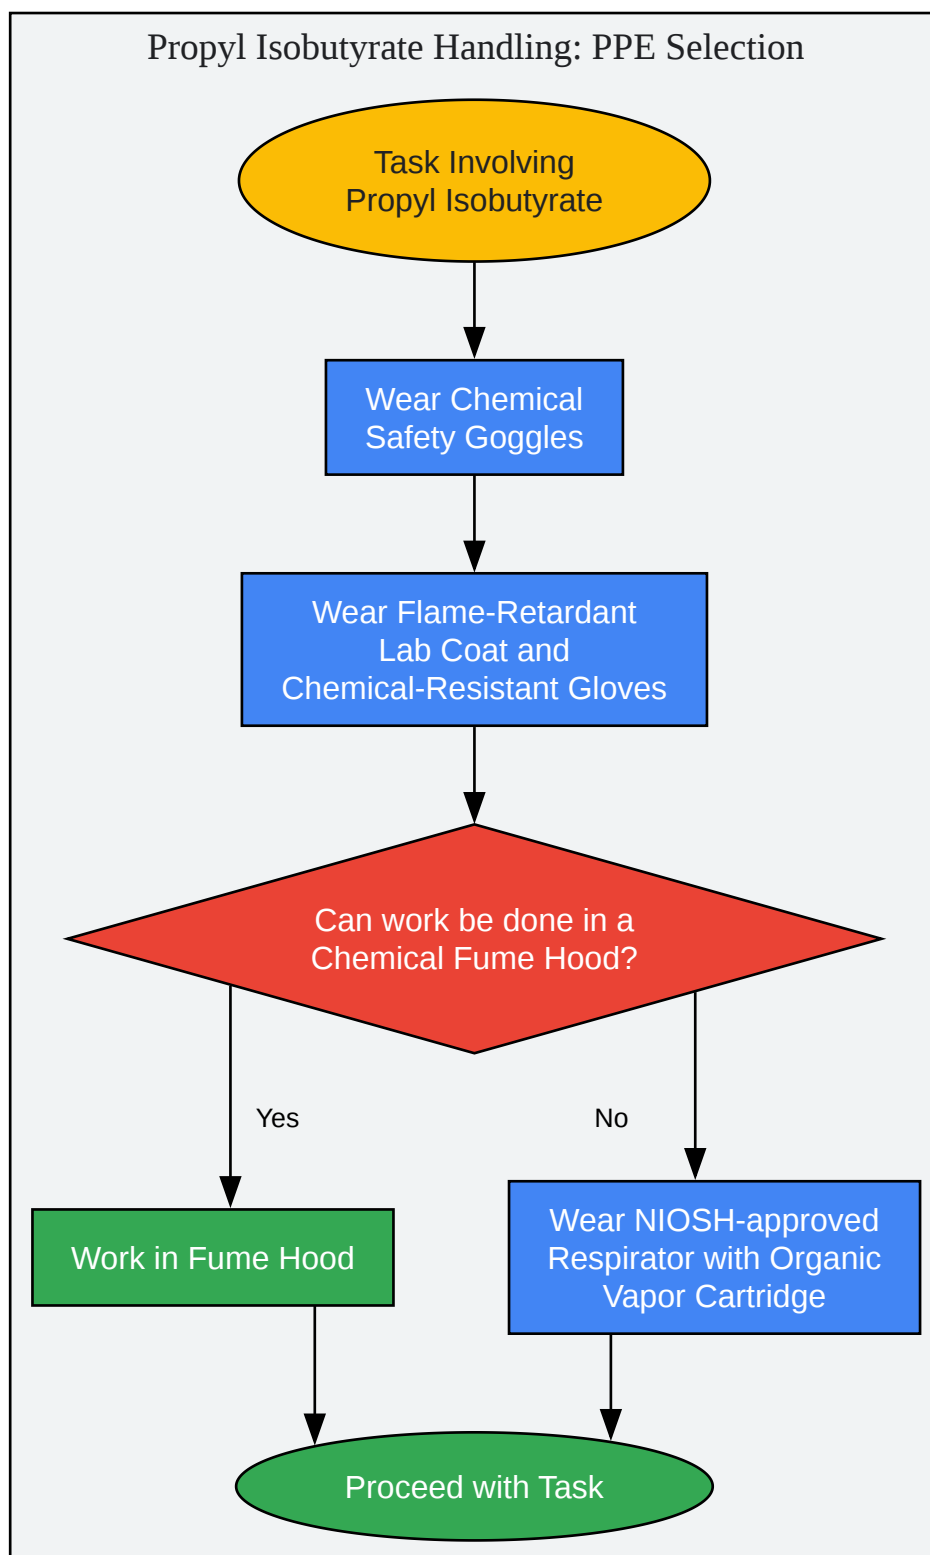 Propyl Isobutyrate Handling: PPE Selection
Task Involving
Propyl Isobutyrate
Wear Chemical
Safety Goggles
Wear Flame-Retardant
Lab Coat and
Chemical-Resistant Gloves
Can work be done in a
Chemical Fume Hood?
Yes
No
Work in Fume Hood
Wear NIOSH-approved
Respirator with Organic
Vapor Cartridge
Proceed with Task